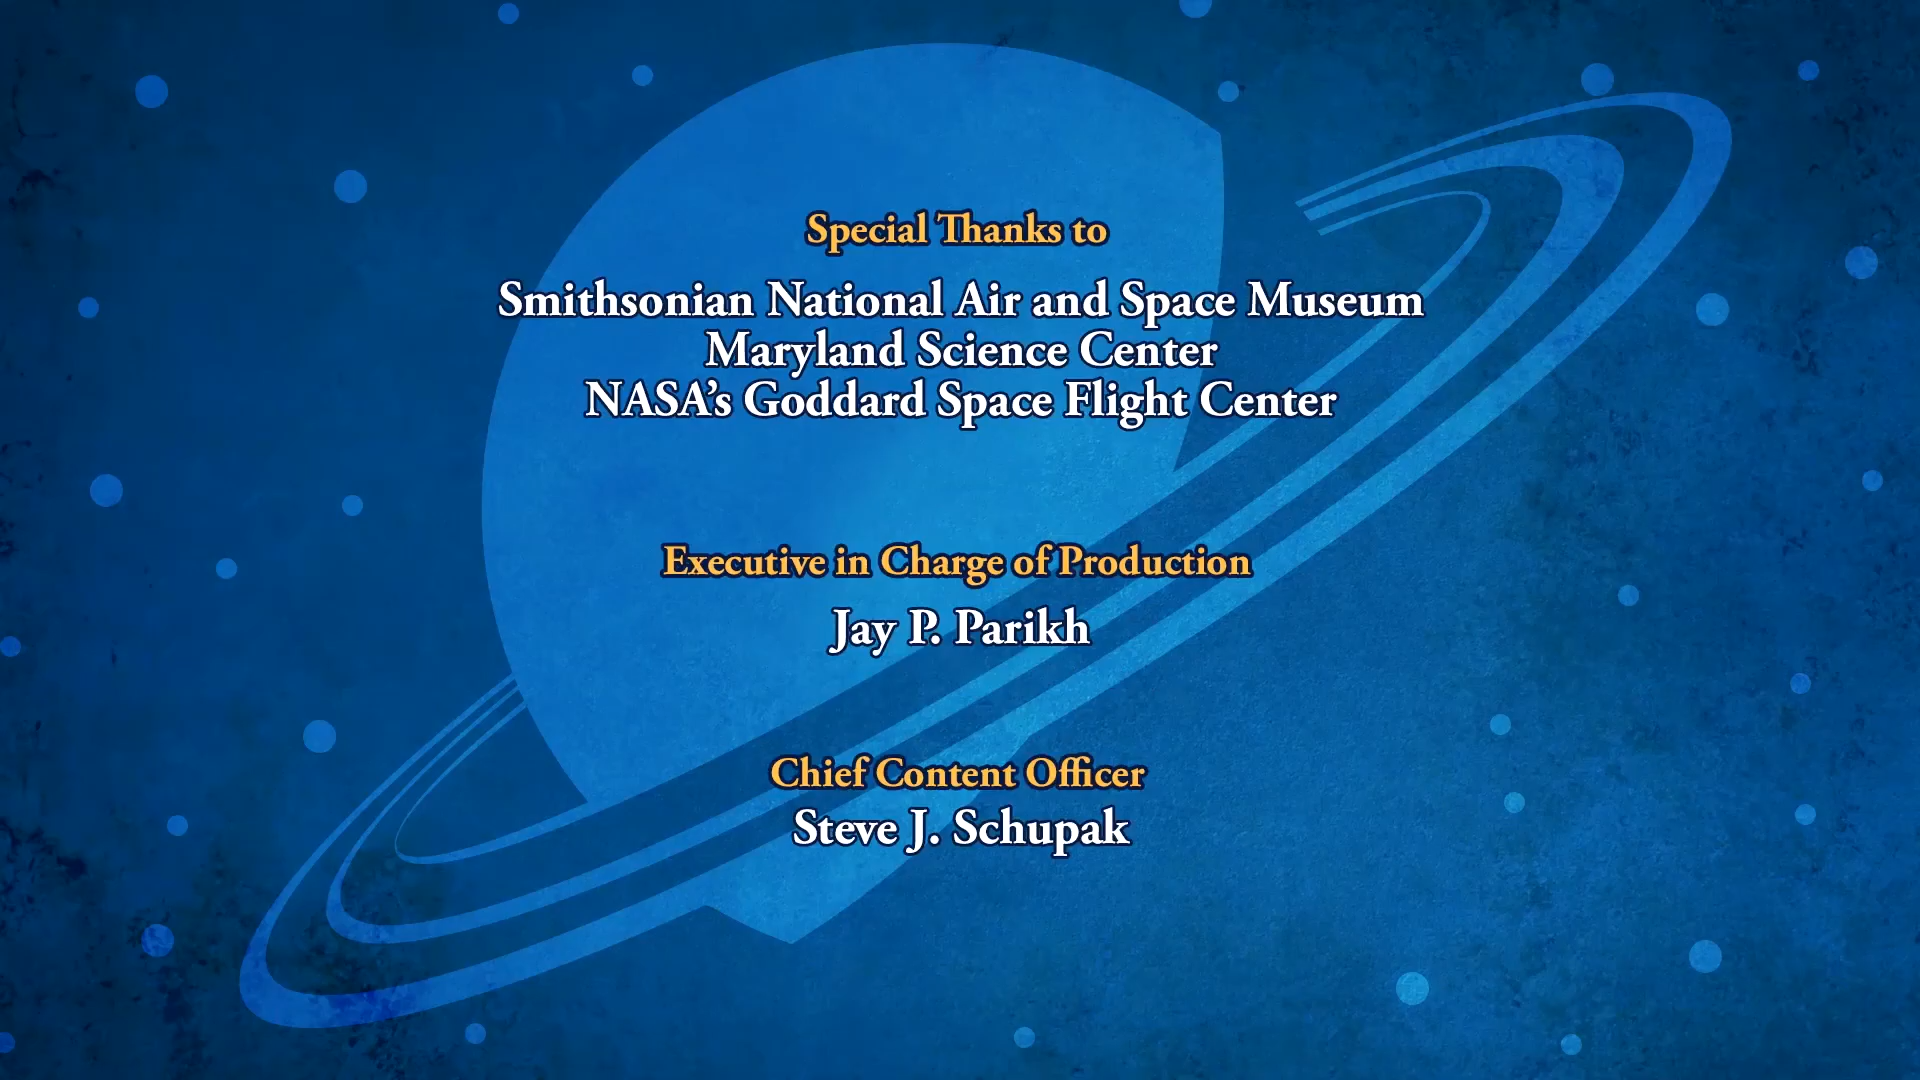 Special Thanks to
Smithsonian National Air and Space Museum
Maryland Science Center
NASA’s Goddard Space Flight Center
Executive in Charge of Production
Jay P. Parikh
Chief Content Officer
Steve J. Schupak